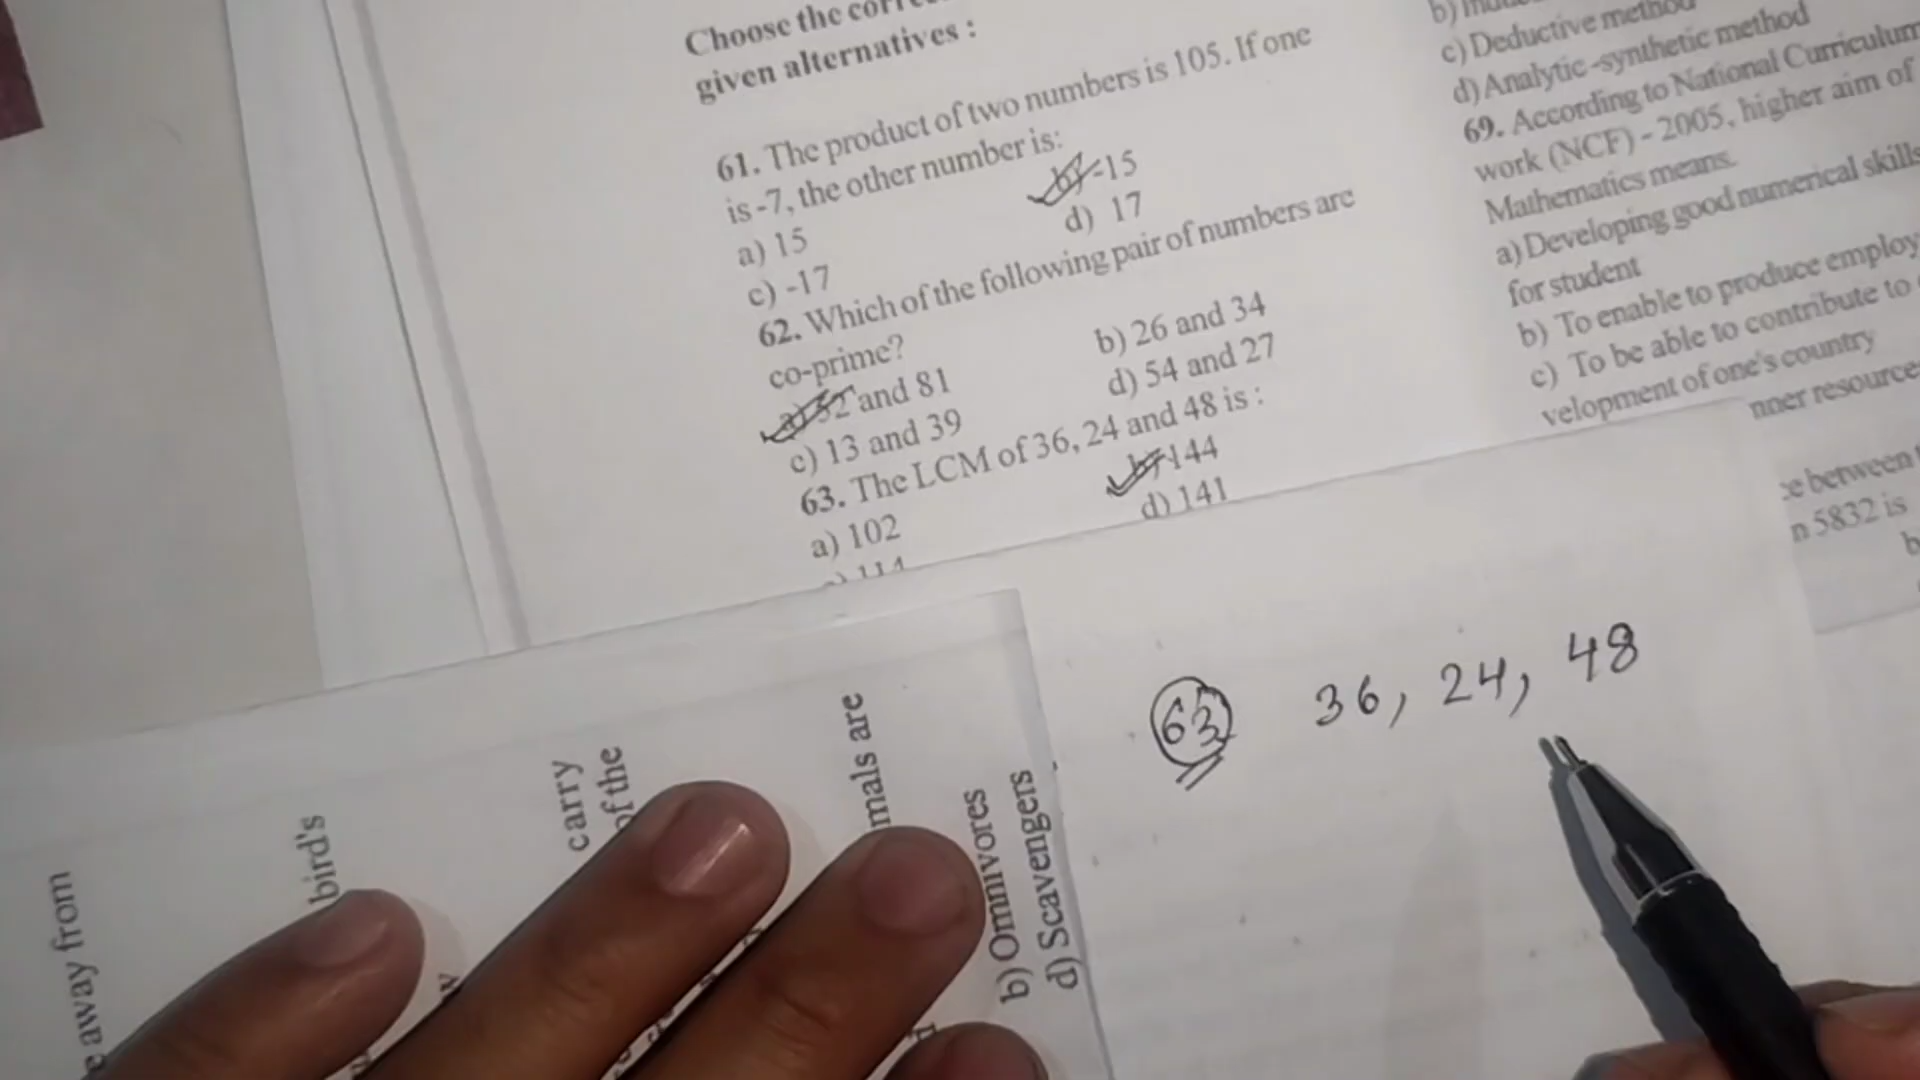 Choose the
given alternatives :
61. The product of two numbers is 105. If one
is -7, the other number is:
a) 15
b) -15
c) -17
d) 17
62. Which of the following pair of numbers are
co-prime?
a) 32 and 81
b) 26 and 34
c) 13 and 39
d) 54 and 27
63. The LCM of 36, 24 and 48 is :
a) 102
b) 144
d) 141
c) Deductive method
d) Analytic-synthetic method
69. According to National Curriculum
work (NCF) - 2005, higher aim of
Mathematics means.
a) Developing good numerical skills
for student
b) To enable to produce employ
c) To be able to contribute to
velopment of one's country
nner resource
between
n 5832 is
b
63 36, 24, 48
away from
bird's
carry
of the
mals are
b) Omnivores
d) Scavengers